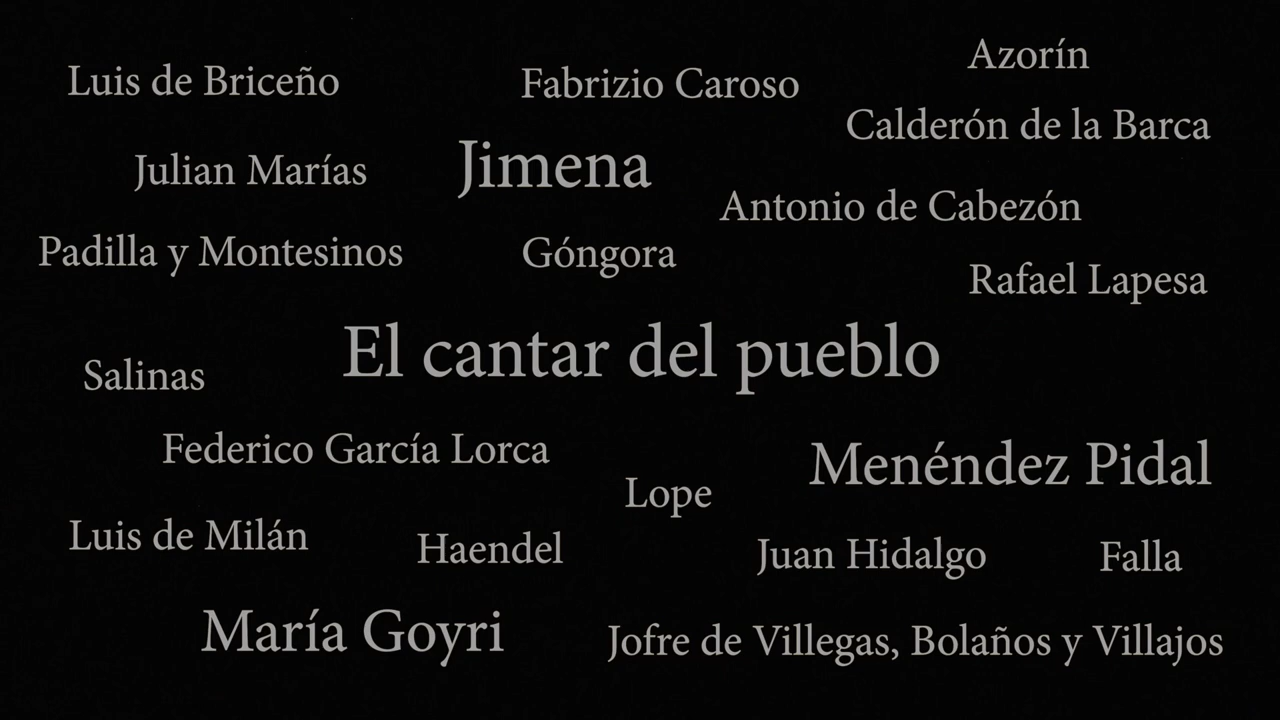 Azorín
Luis de Briceño
Fabrizio Caroso
Calderón de la Barca
Julian Marías
Jimena
Antonio de Cabezón
Padilla y Montesinos
Góngora
Rafael Lapesa
El cantar del pueblo
Salinas
Federico García Lorca
Menéndez Pidal
Lope
Luis de Milán
Haendel
Juan Hidalgo
Falla
María Goyri
Jofre de Villegas, Bolaños y Villajos